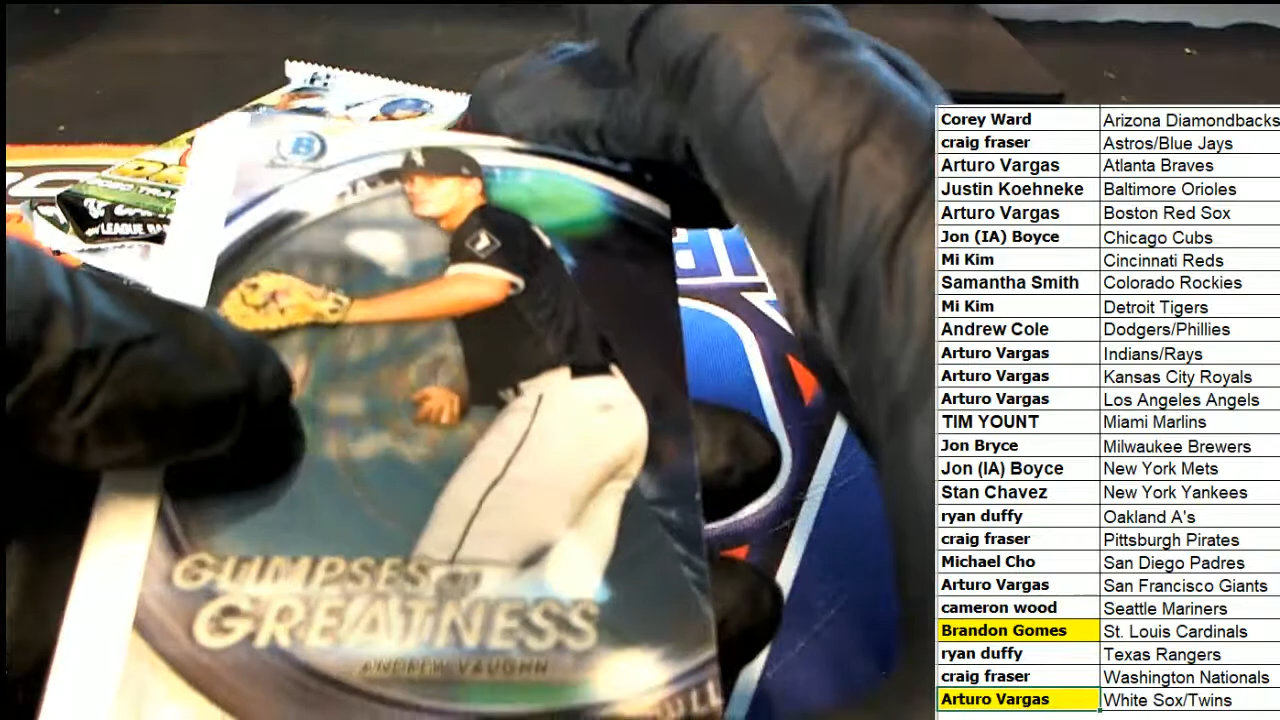 B
GLIMPSES
GREATNESS
ANDREW VAUGHN
LEAGUE BA
Corey Ward Arizona Diamondbacks
craig fraser Astros/Blue Jays
Arturo Vargas Atlanta Braves
Justin Koehneke Baltimore Orioles
Arturo Vargas Boston Red Sox
Jon (IA) Boyce Chicago Cubs
Mi Kim Cincinnati Reds
Samantha Smith Colorado Rockies
Mi Kim Detroit Tigers
Andrew Cole Dodgers/Phillies
Arturo Vargas Indians/Rays
Arturo Vargas Kansas City Royals
Arturo Vargas Los Angeles Angels
TIM YOUNT Miami Marlins
Jon Bryce Milwaukee Brewers
Jon (IA) Boyce New York Mets
Stan Chavez New York Yankees
ryan duffy Oakland A's
craig fraser Pittsburgh Pirates
Michael Cho San Diego Padres
Arturo Vargas San Francisco Giants
cameron wood Seattle Mariners
Brandon Gomes St. Louis Cardinals
ryan duffy Texas Rangers
craig fraser Washington Nationals
Arturo Vargas White Sox/Twins